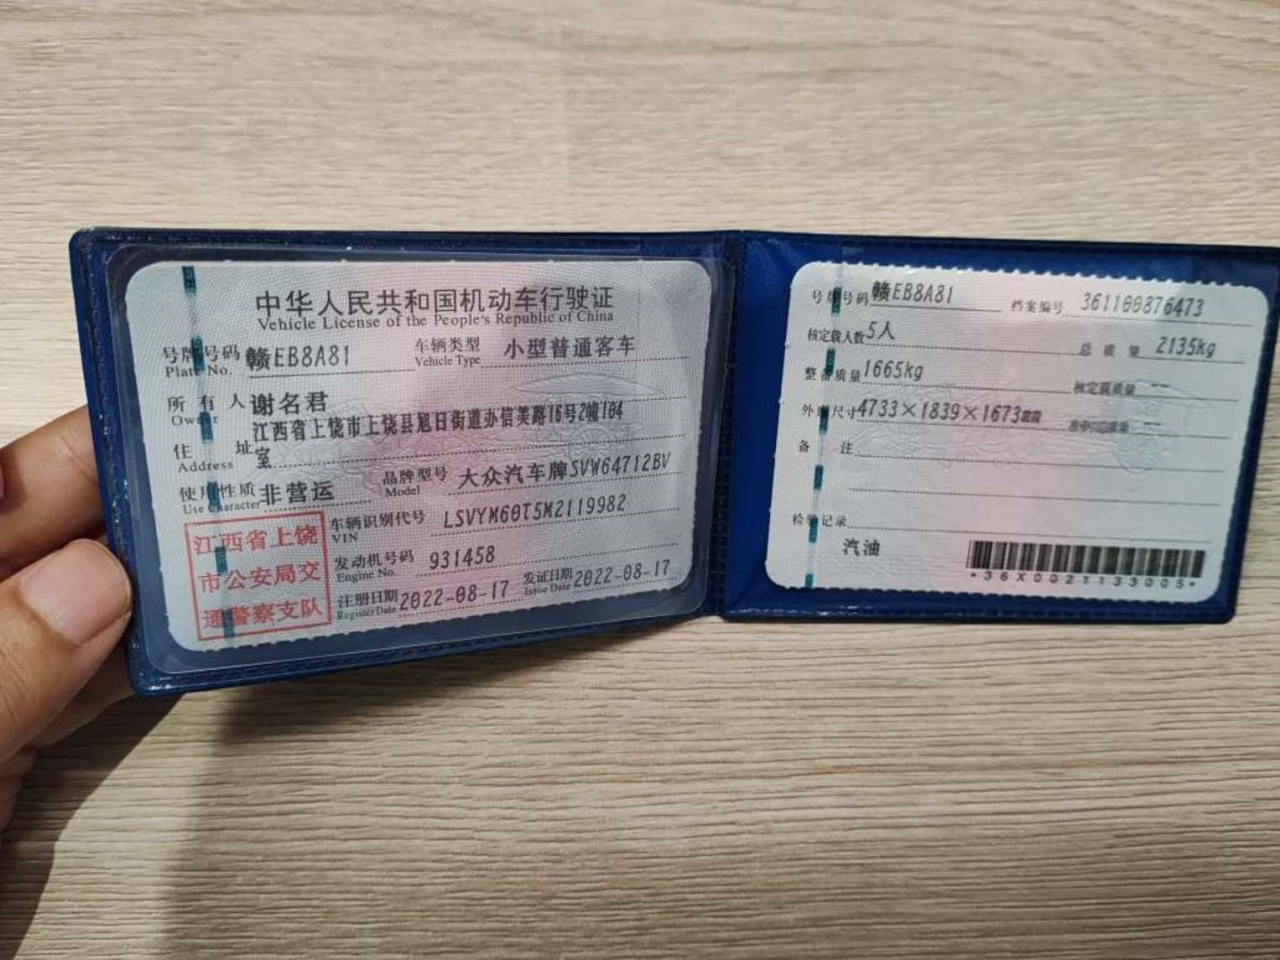 中华人民共和国机动车行驶证
Vehicle License of the People's Republic of China
号牌号码 赣EB8A81 车辆类型 小型普通客车
Plate No. Vehicle Type
所有人 谢名君
Owner
住址 江西省上饶市上饶县旭日街道办信美路16号2幢104
Address 室
使用性质 非营运 品牌型号 大众汽车牌SVW64712BV
Use Character Model
江西省上饶
市公安局交
通警察支队
车辆识别代号 LSVYM60T5M2119982
VIN
发动机号码 931458
Engine No.
注册日期 2022-08-17 发证日期 2022-08-17
Register Date Issue Date
号牌号码 赣EB8A81 档案编号 361100876473
核定载人数 5人 总质量 2135kg
整备质量 1665kg 核定载质量 --
外廓尺寸 4733×1839×1673 --
备注
检验记录
汽油
*36X0021133005*